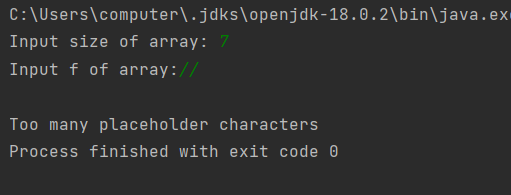 C:\Users\computer\.jdks\openjdk-18.0.2\bin\java.ex
Input size of array: 7
Input f of array://
Too many placeholder characters
Process finished with exit code 0